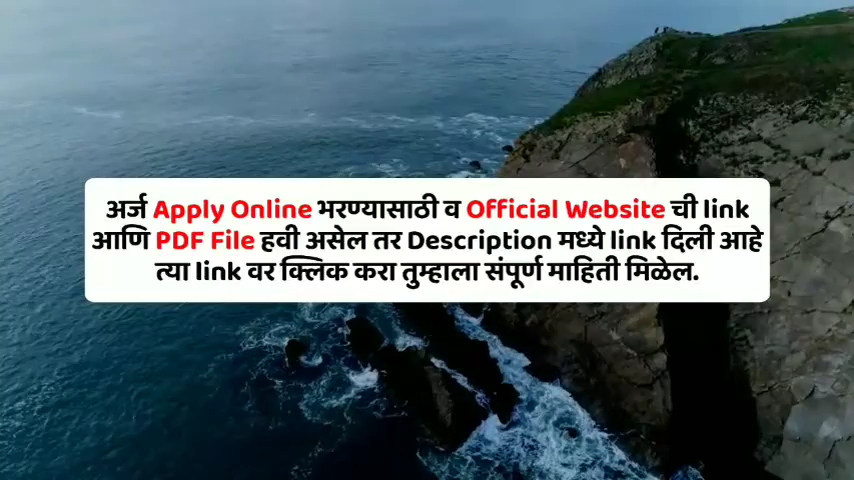 अर्ज Apply Online भरण्यासाठी व Official Website ची link
आणि PDF File हवी असेल तर Description मध्ये link दिली आहे
त्या link वर क्लिक करा तुम्हाला संपूर्ण माहिती मिळेल.